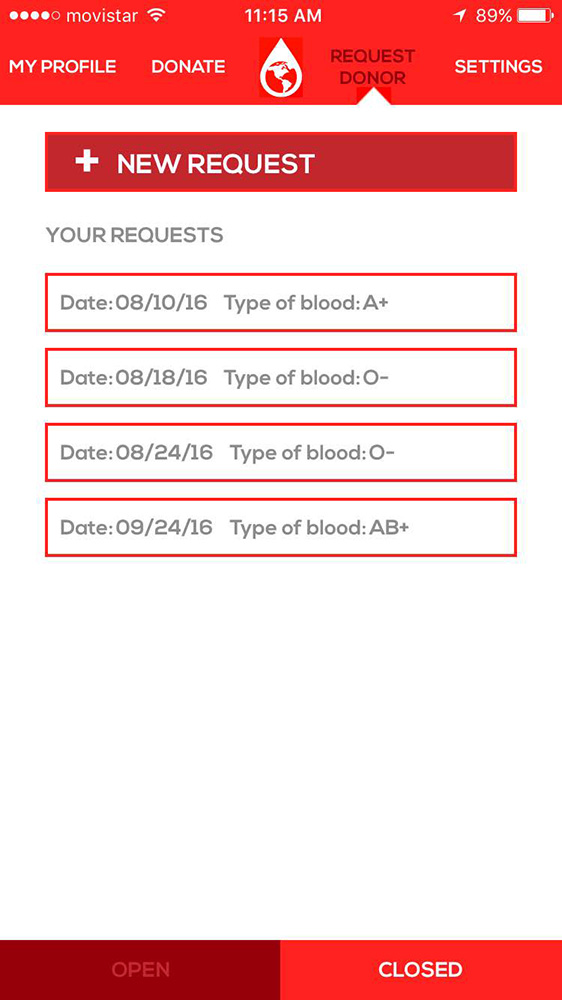 movistar 11:15 AM 89%
MY PROFILE DONATE REQUEST DONOR SETTINGS
+ NEW REQUEST
YOUR REQUESTS
Date: 08/10/16 Type of blood: A+
Date: 08/18/16 Type of blood: O-
Date: 08/24/16 Type of blood: O-
Date: 09/24/16 Type of blood: AB+
OPEN CLOSED